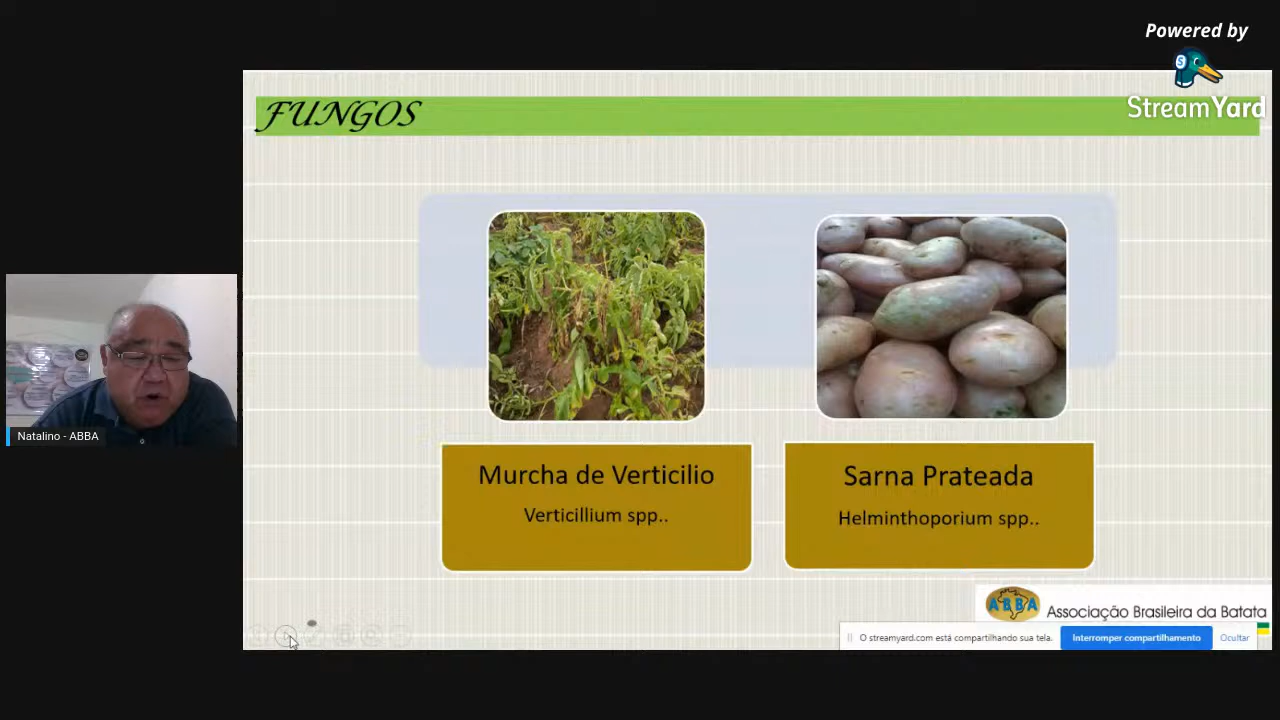 Powered by
StreamYard
FUNGOS
Natalino - ABBA
Murcha de Verticilio
Verticillium spp..
Sarna Prateada
Helminthoporium spp..
ABBA
Associação Brasileira da Batata
O streamyard.com está compartilhando sua tela.
Interromper compartilhamento
Ocultar